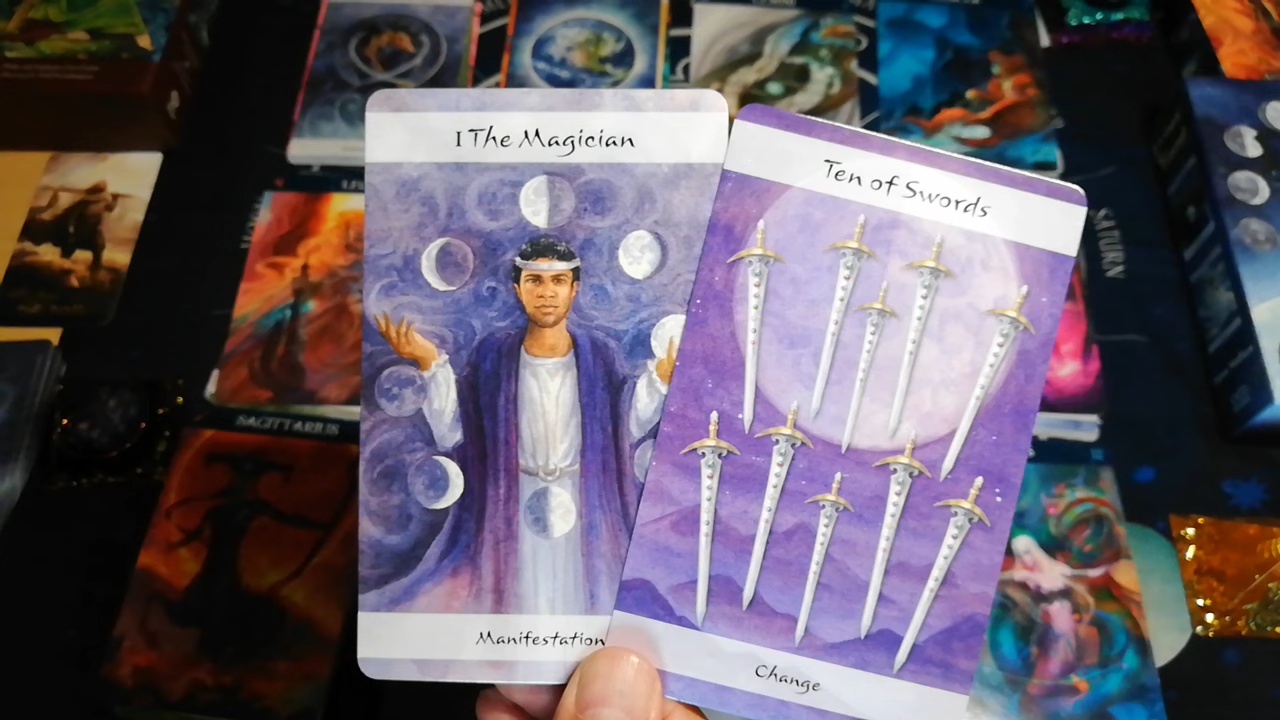 I The Magician
Ten of Swords
SATURN
SAGITTARIUS
Manifestation
Change